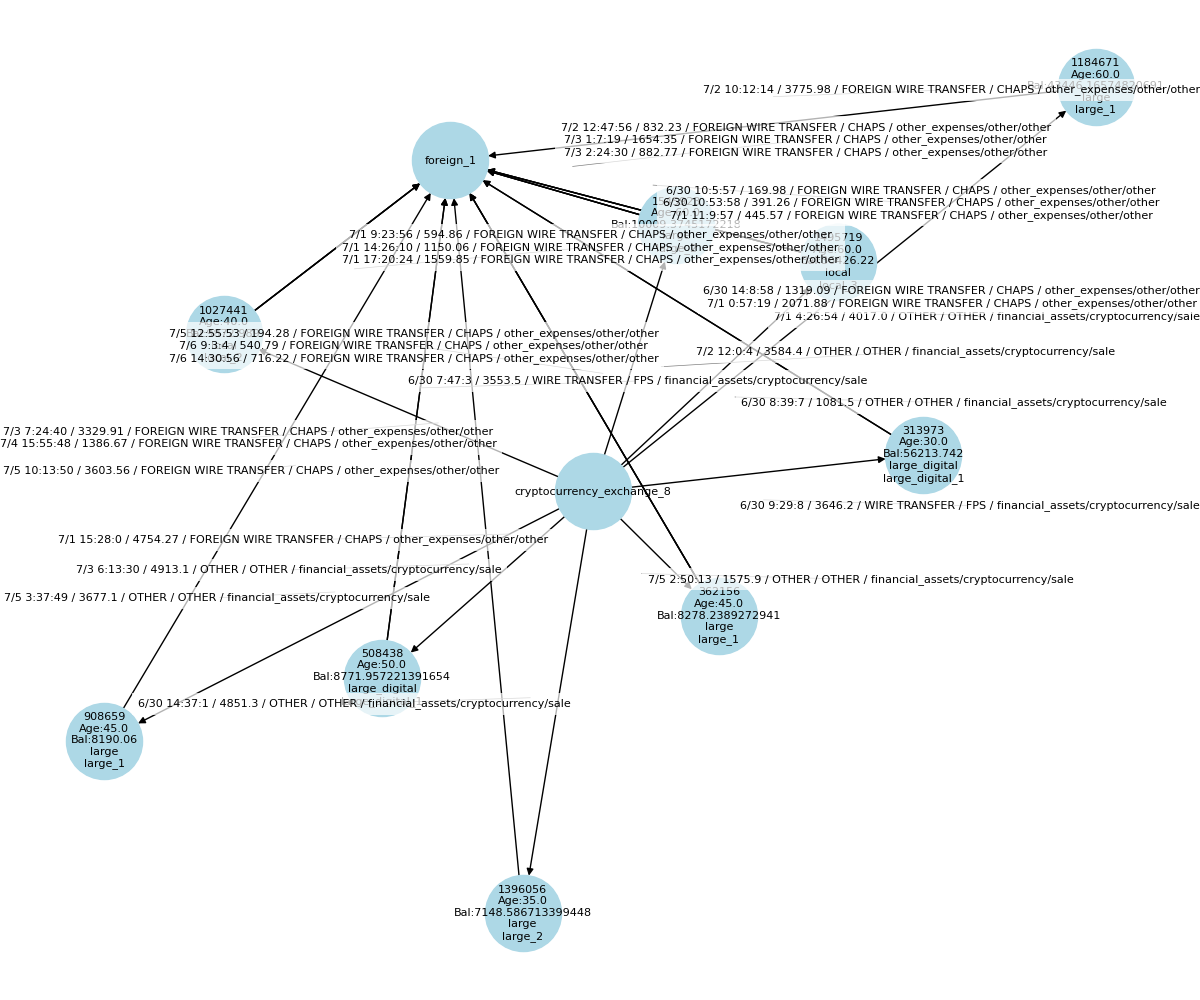 1184671
Age:60.0
7/2 10:12:14 / 3775.98 / FOREIGN WIRE TRANSFER / CHAPS / other_expenses/other/other
large
large_1
7/2 12:47:56 / 832.23 / FOREIGN WIRE TRANSFER / CHAPS / other_expenses/other/other
7/3 1:7:19 / 1654.35 / FOREIGN WIRE TRANSFER / CHAPS / other_expenses/other/other
7/3 2:24:30 / 882.77 / FOREIGN WIRE TRANSFER / CHAPS / other_expenses/other/other
foreign_1
6/30 10:5:57 / 169.98 / FOREIGN WIRE TRANSFER / CHAPS / other_expenses/other/other
6/30 10:53:58 / 391.26 / FOREIGN WIRE TRANSFER / CHAPS / other_expenses/other/other
7/1 11:9:57 / 445.57 / FOREIGN WIRE TRANSFER / CHAPS / other_expenses/other/other
7/1 9:23:56 / 594.86 / FOREIGN WIRE TRANSFER / CHAPS / other_expenses/other/other
7/1 14:26:10 / 1150.06 / FOREIGN WIRE TRANSFER / CHAPS / other_expenses/other/other
7/1 17:20:24 / 1559.85 / FOREIGN WIRE TRANSFER / CHAPS / other_expenses/other/other
local
6/30 14:8:58 / 1319.09 / FOREIGN WIRE TRANSFER / CHAPS / other_expenses/other/other
7/1 0:57:19 / 2071.88 / FOREIGN WIRE TRANSFER / CHAPS / other_expenses/other/other
7/1 4:26:54 / 4017.0 / OTHER / OTHER / financial_assets/cryptocurrency/sale
1027441
Age:40.0
7/5 12:55:53 / 194.28 / FOREIGN WIRE TRANSFER / CHAPS / other_expenses/other/other
7/6 9:3:4 / 540.79 / FOREIGN WIRE TRANSFER / CHAPS / other_expenses/other/other
7/6 14:30:56 / 716.22 / FOREIGN WIRE TRANSFER / CHAPS / other_expenses/other/other
7/2 12:0:4 / 3584.4 / OTHER / OTHER / financial_assets/cryptocurrency/sale
6/30 7:47:3 / 3553.5 / WIRE TRANSFER / FPS / financial_assets/cryptocurrency/sale
6/30 8:39:7 / 1081.5 / OTHER / OTHER / financial_assets/cryptocurrency/sale
7/3 7:24:40 / 3329.91 / FOREIGN WIRE TRANSFER / CHAPS / other_expenses/other/other
7/4 15:55:48 / 1386.67 / FOREIGN WIRE TRANSFER / CHAPS / other_expenses/other/other
313973
Age:30.0
Bal:56213.742
large_digital
large_digital_1
7/5 10:13:50 / 3603.56 / FOREIGN WIRE TRANSFER / CHAPS / other_expenses/other/other
cryptocurrency_exchange_8
6/30 9:29:8 / 3646.2 / WIRE TRANSFER / FPS / financial_assets/cryptocurrency/sale
7/1 15:28:0 / 4754.27 / FOREIGN WIRE TRANSFER / CHAPS / other_expenses/other/other
7/3 6:13:30 / 4913.1 / OTHER / OTHER / financial_assets/cryptocurrency/sale
7/5 2:50:13 / 1575.9 / OTHER / OTHER / financial_assets/cryptocurrency/sale
7/5 3:37:49 / 3677.1 / OTHER / OTHER / financial_assets/cryptocurrency/sale
362156
Age:45.0
Bal:8278.2389272941
large
large_1
508438
Age:50.0
Bal:8771.957221391654
large_digital
6/30 14:37:1 / 4851.3 / OTHER / OTHER / financial_assets/cryptocurrency/sale
908659
Age:45.0
Bal:8190.06
large
large_1
1396056
Age:35.0
Bal:7148.586713399448
large
large_2